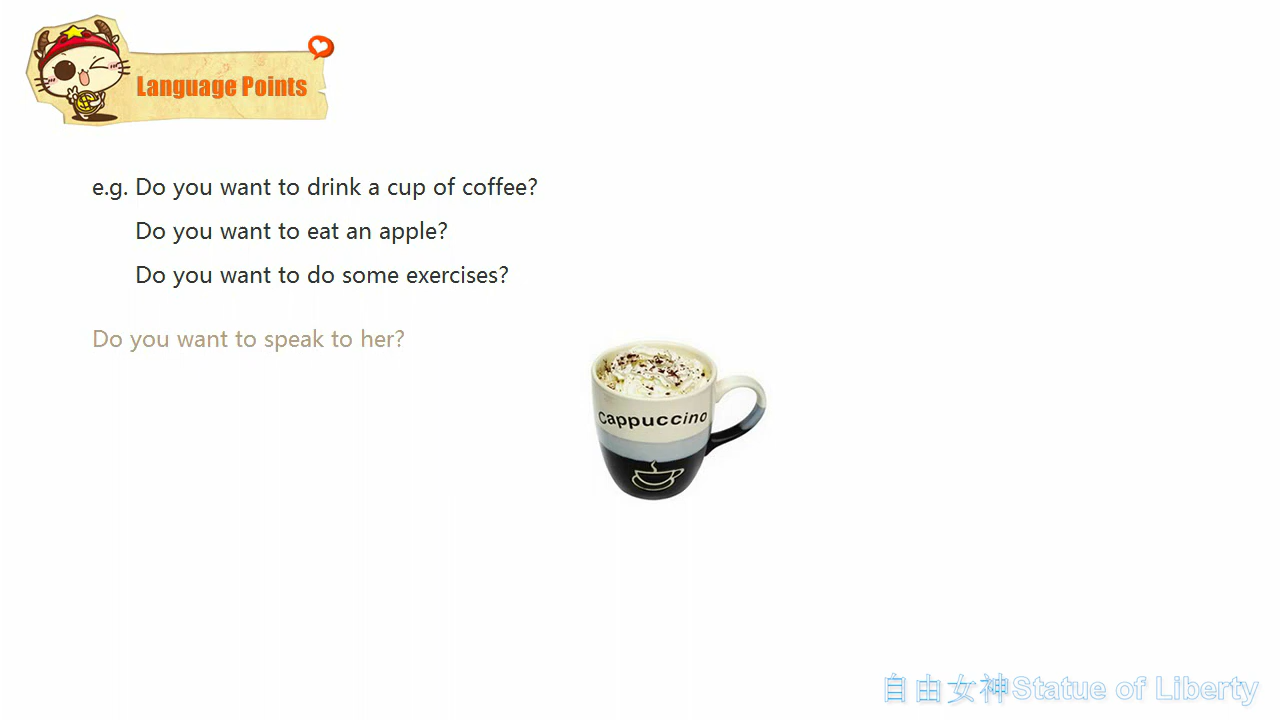 Language Points
e.g. Do you want to drink a cup of coffee?
Do you want to eat an apple?
Do you want to do some exercises?
Do you want to speak to her?
Cappuccino
自由女神Statue of Liberty